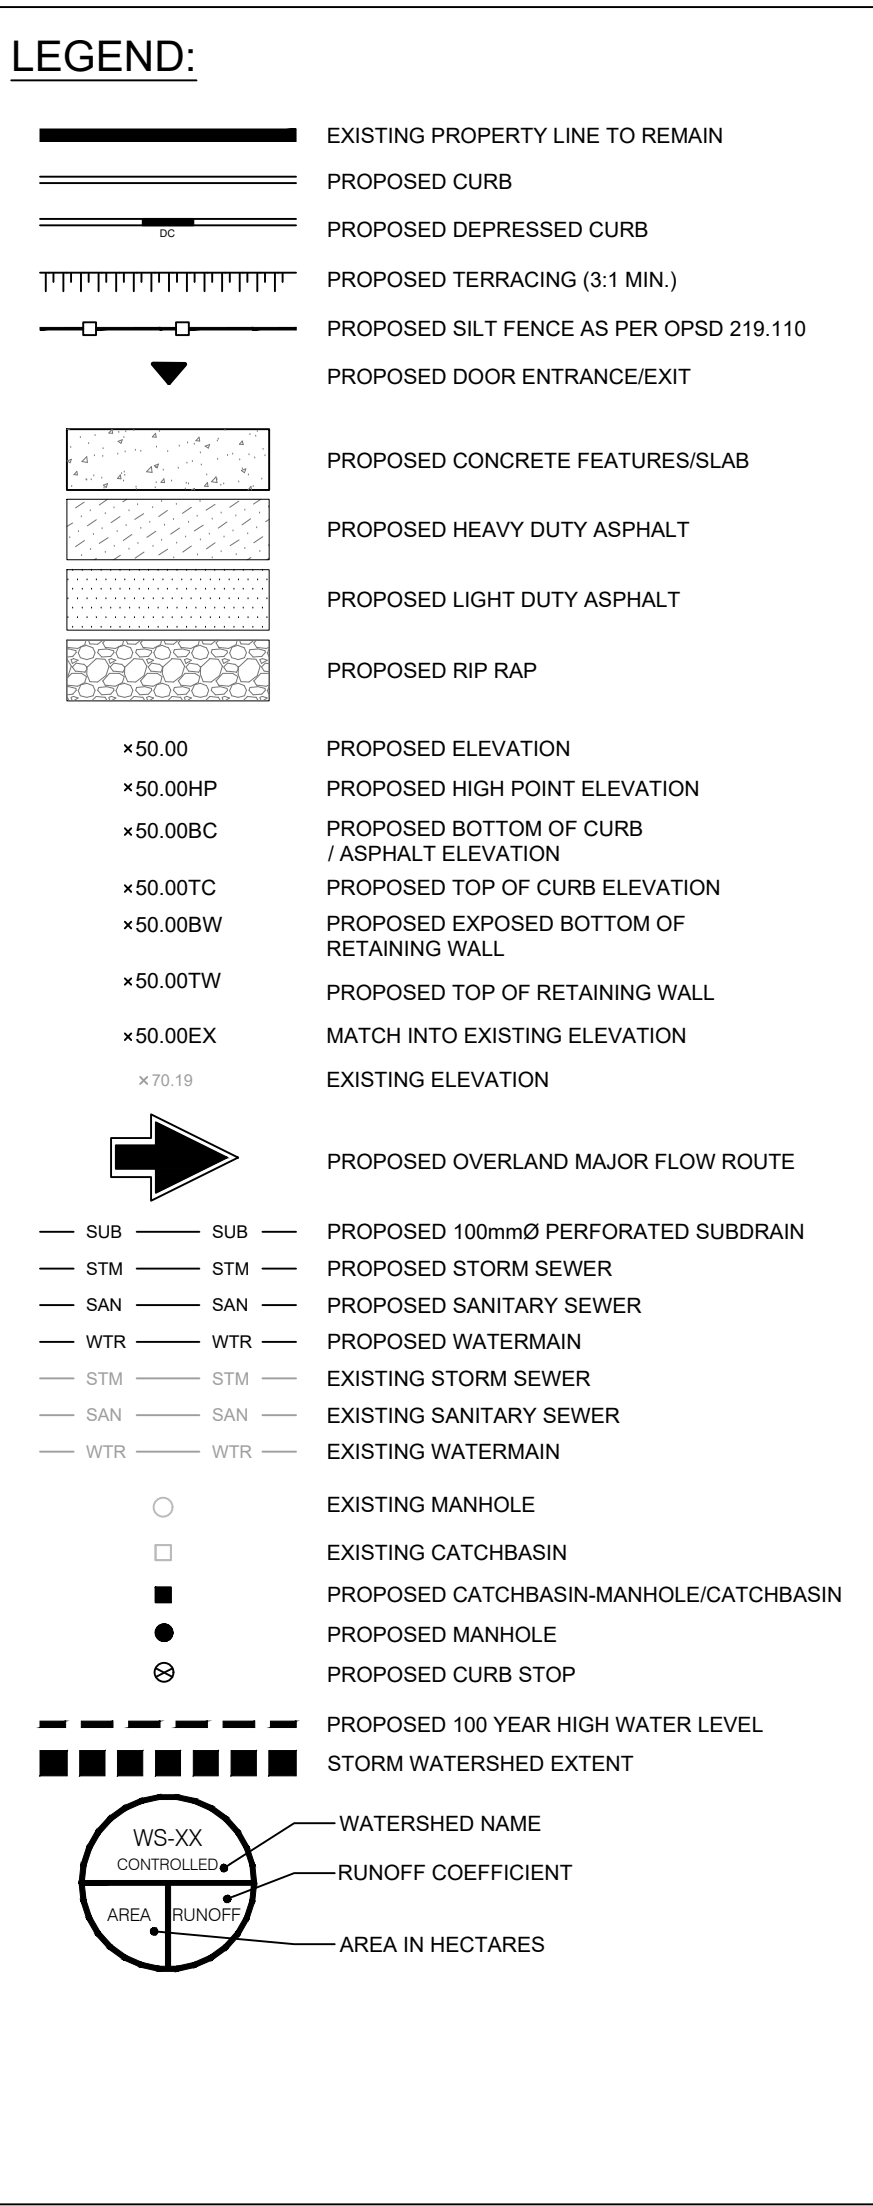 LEGEND:
EXISTING PROPERTY LINE TO REMAIN
PROPOSED CURB
DC
PROPOSED DEPRESSED CURB
PROPOSED TERRACING (3:1 MIN.)
PROPOSED SILT FENCE AS PER OPSD 219.110
PROPOSED DOOR ENTRANCE/EXIT
PROPOSED CONCRETE FEATURES/SLAB
PROPOSED HEAVY DUTY ASPHALT
PROPOSED LIGHT DUTY ASPHALT
PROPOSED RIP RAP
×50.00 PROPOSED ELEVATION
×50.00HP PROPOSED HIGH POINT ELEVATION
×50.00BC PROPOSED BOTTOM OF CURB
/ ASPHALT ELEVATION
×50.00TC PROPOSED TOP OF CURB ELEVATION
×50.00BW PROPOSED EXPOSED BOTTOM OF
RETAINING WALL
×50.00TW PROPOSED TOP OF RETAINING WALL
×50.00EX MATCH INTO EXISTING ELEVATION
×70.19 EXISTING ELEVATION
PROPOSED OVERLAND MAJOR FLOW ROUTE
SUB SUB PROPOSED 100mmØ PERFORATED SUBDRAIN
STM STM PROPOSED STORM SEWER
SAN SAN PROPOSED SANITARY SEWER
WTR WTR PROPOSED WATERMAIN
STM STM EXISTING STORM SEWER
SAN SAN EXISTING SANITARY SEWER
WTR WTR EXISTING WATERMAIN
EXISTING MANHOLE
EXISTING CATCHBASIN
PROPOSED CATCHBASIN-MANHOLE/CATCHBASIN
PROPOSED MANHOLE
PROPOSED CURB STOP
PROPOSED 100 YEAR HIGH WATER LEVEL
STORM WATERSHED EXTENT
WS-XX
CONTROLLED
AREA RUNOFF
WATERSHED NAME
RUNOFF COEFFICIENT
AREA IN HECTARES